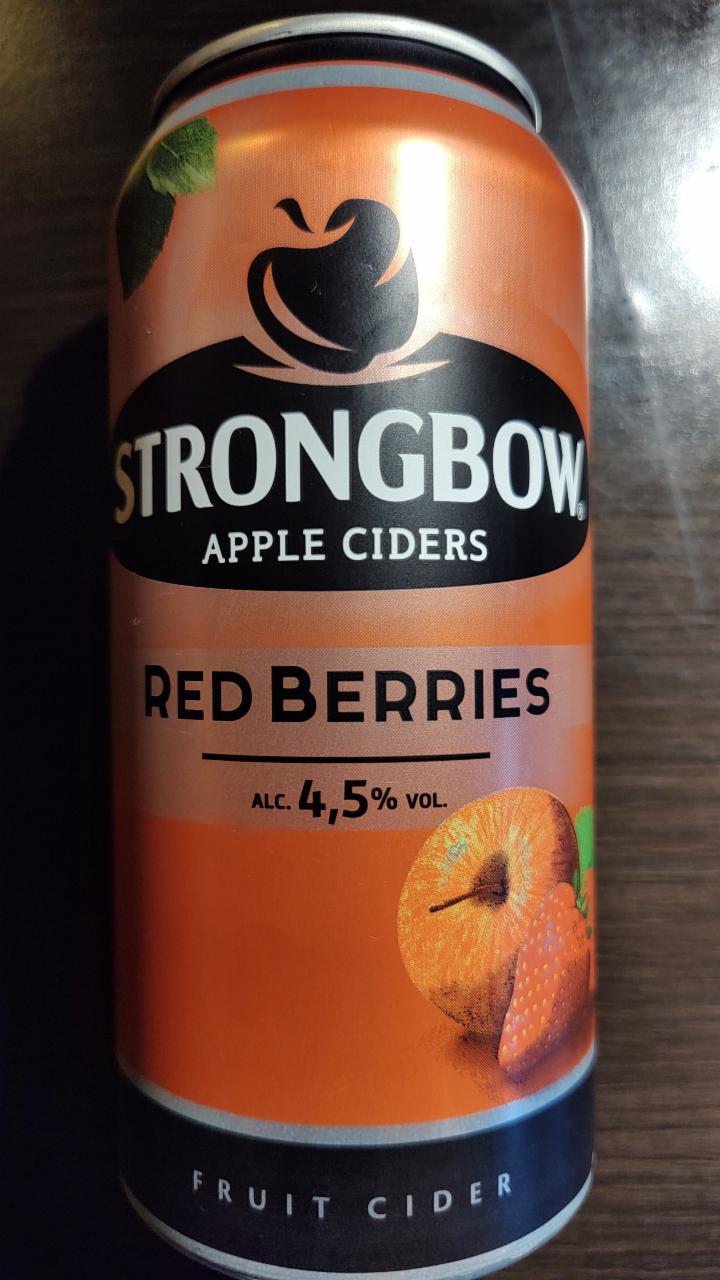 STRONGBOW®
APPLE CIDERS
RED BERRIES
ALC. 4,5% VOL.
FRUIT CIDER